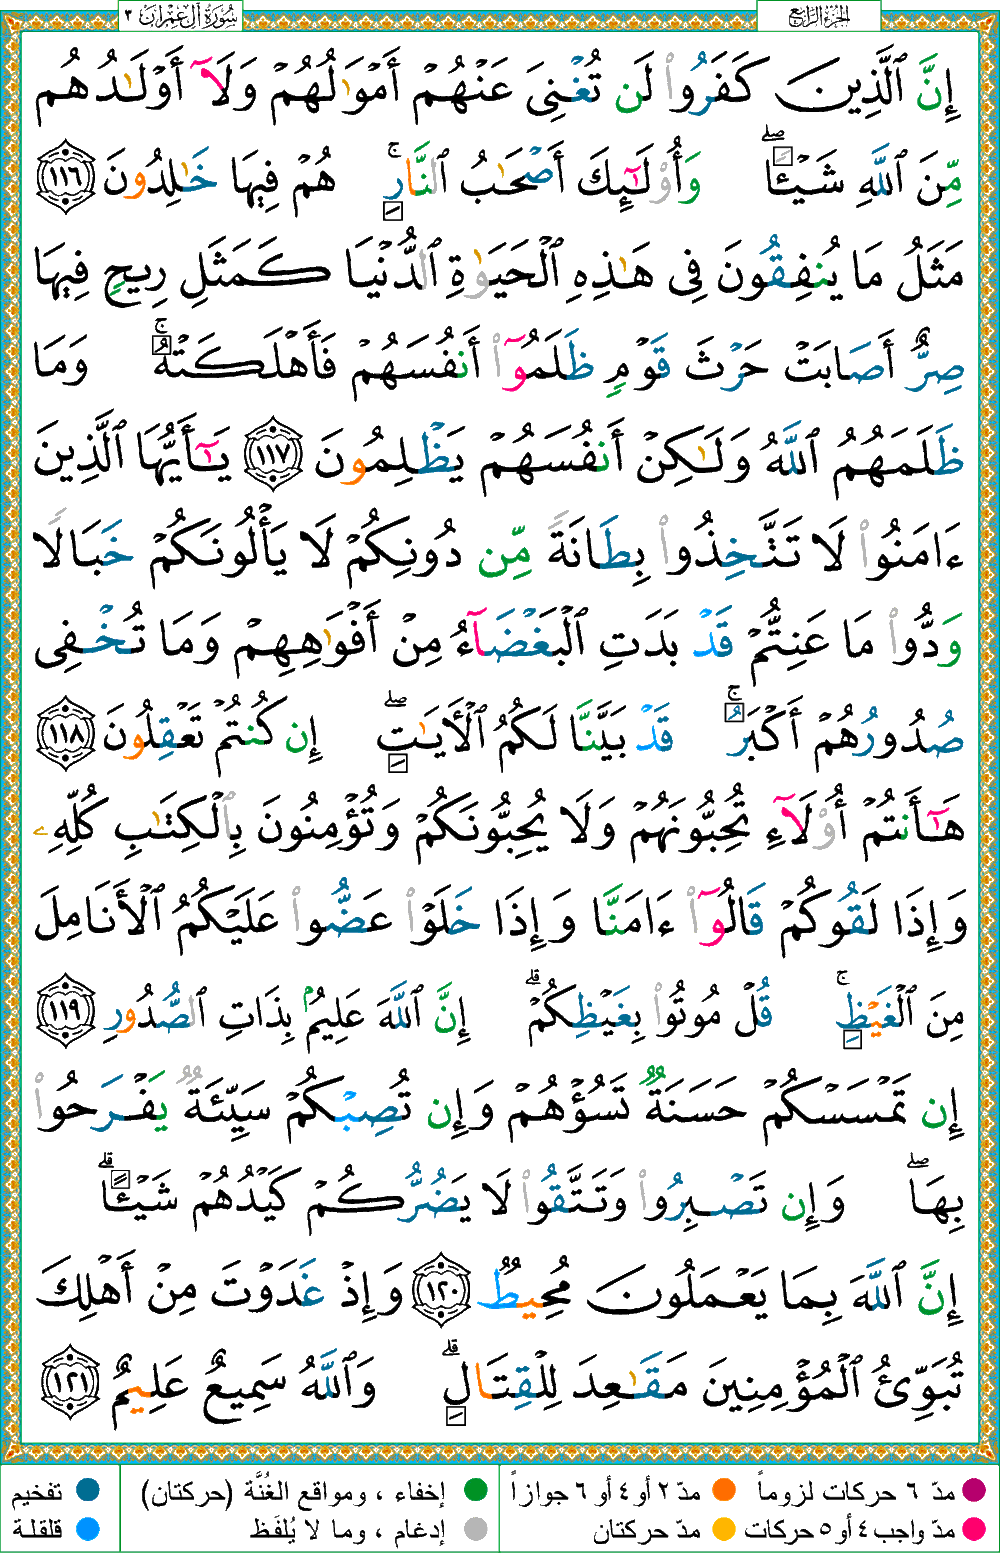 الجزء الرابع
سُورَةُ آلِ عِمْرَان ٣
إِنَّ ٱلَّذِينَ كَفَرُوا۟ لَن تُغْنِىَ عَنْهُمْ أَمْوَٰلُهُمْ وَلَآ أَوْلَٰدُهُم
مِّنَ ٱللَّهِ شَيْـًٔا ۖ وَأُو۟لَٰٓئِكَ أَصْحَٰبُ ٱلنَّارِ ۚ هُمْ فِيهَا خَٰلِدُونَ ١١٦
مَثَلُ مَا يُنفِقُونَ فِى هَٰذِهِ ٱلْحَيَوٰةِ ٱلدُّنْيَا كَمَثَلِ رِيحٍ فِيهَا
صِرٌّ أَصَابَتْ حَرْثَ قَوْمٍ ظَلَمُوٓا۟ أَنفُسَهُمْ فَأَهْلَكَتْهُ ۚ وَمَا
ظَلَمَهُمُ ٱللَّهُ وَلَٰكِنْ أَنفُسَهُمْ يَظْلِمُونَ ١١٧ يَٰٓأَيُّهَا ٱلَّذِينَ
ءَامَنُوا۟ لَا تَتَّخِذُوا۟ بِطَانَةً مِّن دُونِكُمْ لَا يَأْلُونَكُمْ خَبَالًا
وَدُّوا۟ مَا عَنِتُّمْ قَدْ بَدَتِ ٱلْبَغْضَآءُ مِنْ أَفْوَٰهِهِمْ وَمَا تُخْفِى
صُدُورُهُمْ أَكْبَرُ ۚ قَدْ بَيَّنَّا لَكُمُ ٱلْـَٔايَٰتِ ۖ إِن كُنتُمْ تَعْقِلُونَ ١١٨
هَٰٓأَنتُمْ أُو۟لَآءِ تُحِبُّونَهُمْ وَلَا يُحِبُّونَكُمْ وَتُؤْمِنُونَ بِٱلْكِتَٰبِ كُلِّهِۦ
وَإِذَا لَقُوكُمْ قَالُوٓا۟ ءَامَنَّا وَإِذَا خَلَوْا۟ عَضُّوا۟ عَلَيْكُمُ ٱلْأَنَامِلَ
مِنَ ٱلْغَيْظِ ۚ قُلْ مُوتُوا۟ بِغَيْظِكُمْ ۗ إِنَّ ٱللَّهَ عَلِيمٌۢ بِذَاتِ ٱلصُّدُورِ ١١٩
إِن تَمْسَسْكُمْ حَسَنَةٌ تَسُؤْهُمْ وَإِن تُصِبْكُمْ سَيِّئَةٌ يَفْرَحُوا۟
بِهَا ۖ وَإِن تَصْبِرُوا۟ وَتَتَّقُوا۟ لَا يَضُرُّكُمْ كَيْدُهُمْ شَيْـًٔا ۗ
إِنَّ ٱللَّهَ بِمَا يَعْمَلُونَ مُحِيطٌ ١٢٠ وَإِذْ غَدَوْتَ مِنْ أَهْلِكَ
تُبَوِّئُ ٱلْمُؤْمِنِينَ مَقَٰعِدَ لِلْقِتَالِ ۗ وَٱللَّهُ سَمِيعٌ عَلِيمٌ ١٢١
مدّ ٦ حركات لزوماً مدّ ٢ أو ٤ أو ٦ جوازاً إخفاء ، ومواقع الغُنَّة (حركتان) تفخيم
مدّ واجب ٤ أو ٥ حركات مدّ حركتان إدغام ، وما لا يُلفَظ قلقلة